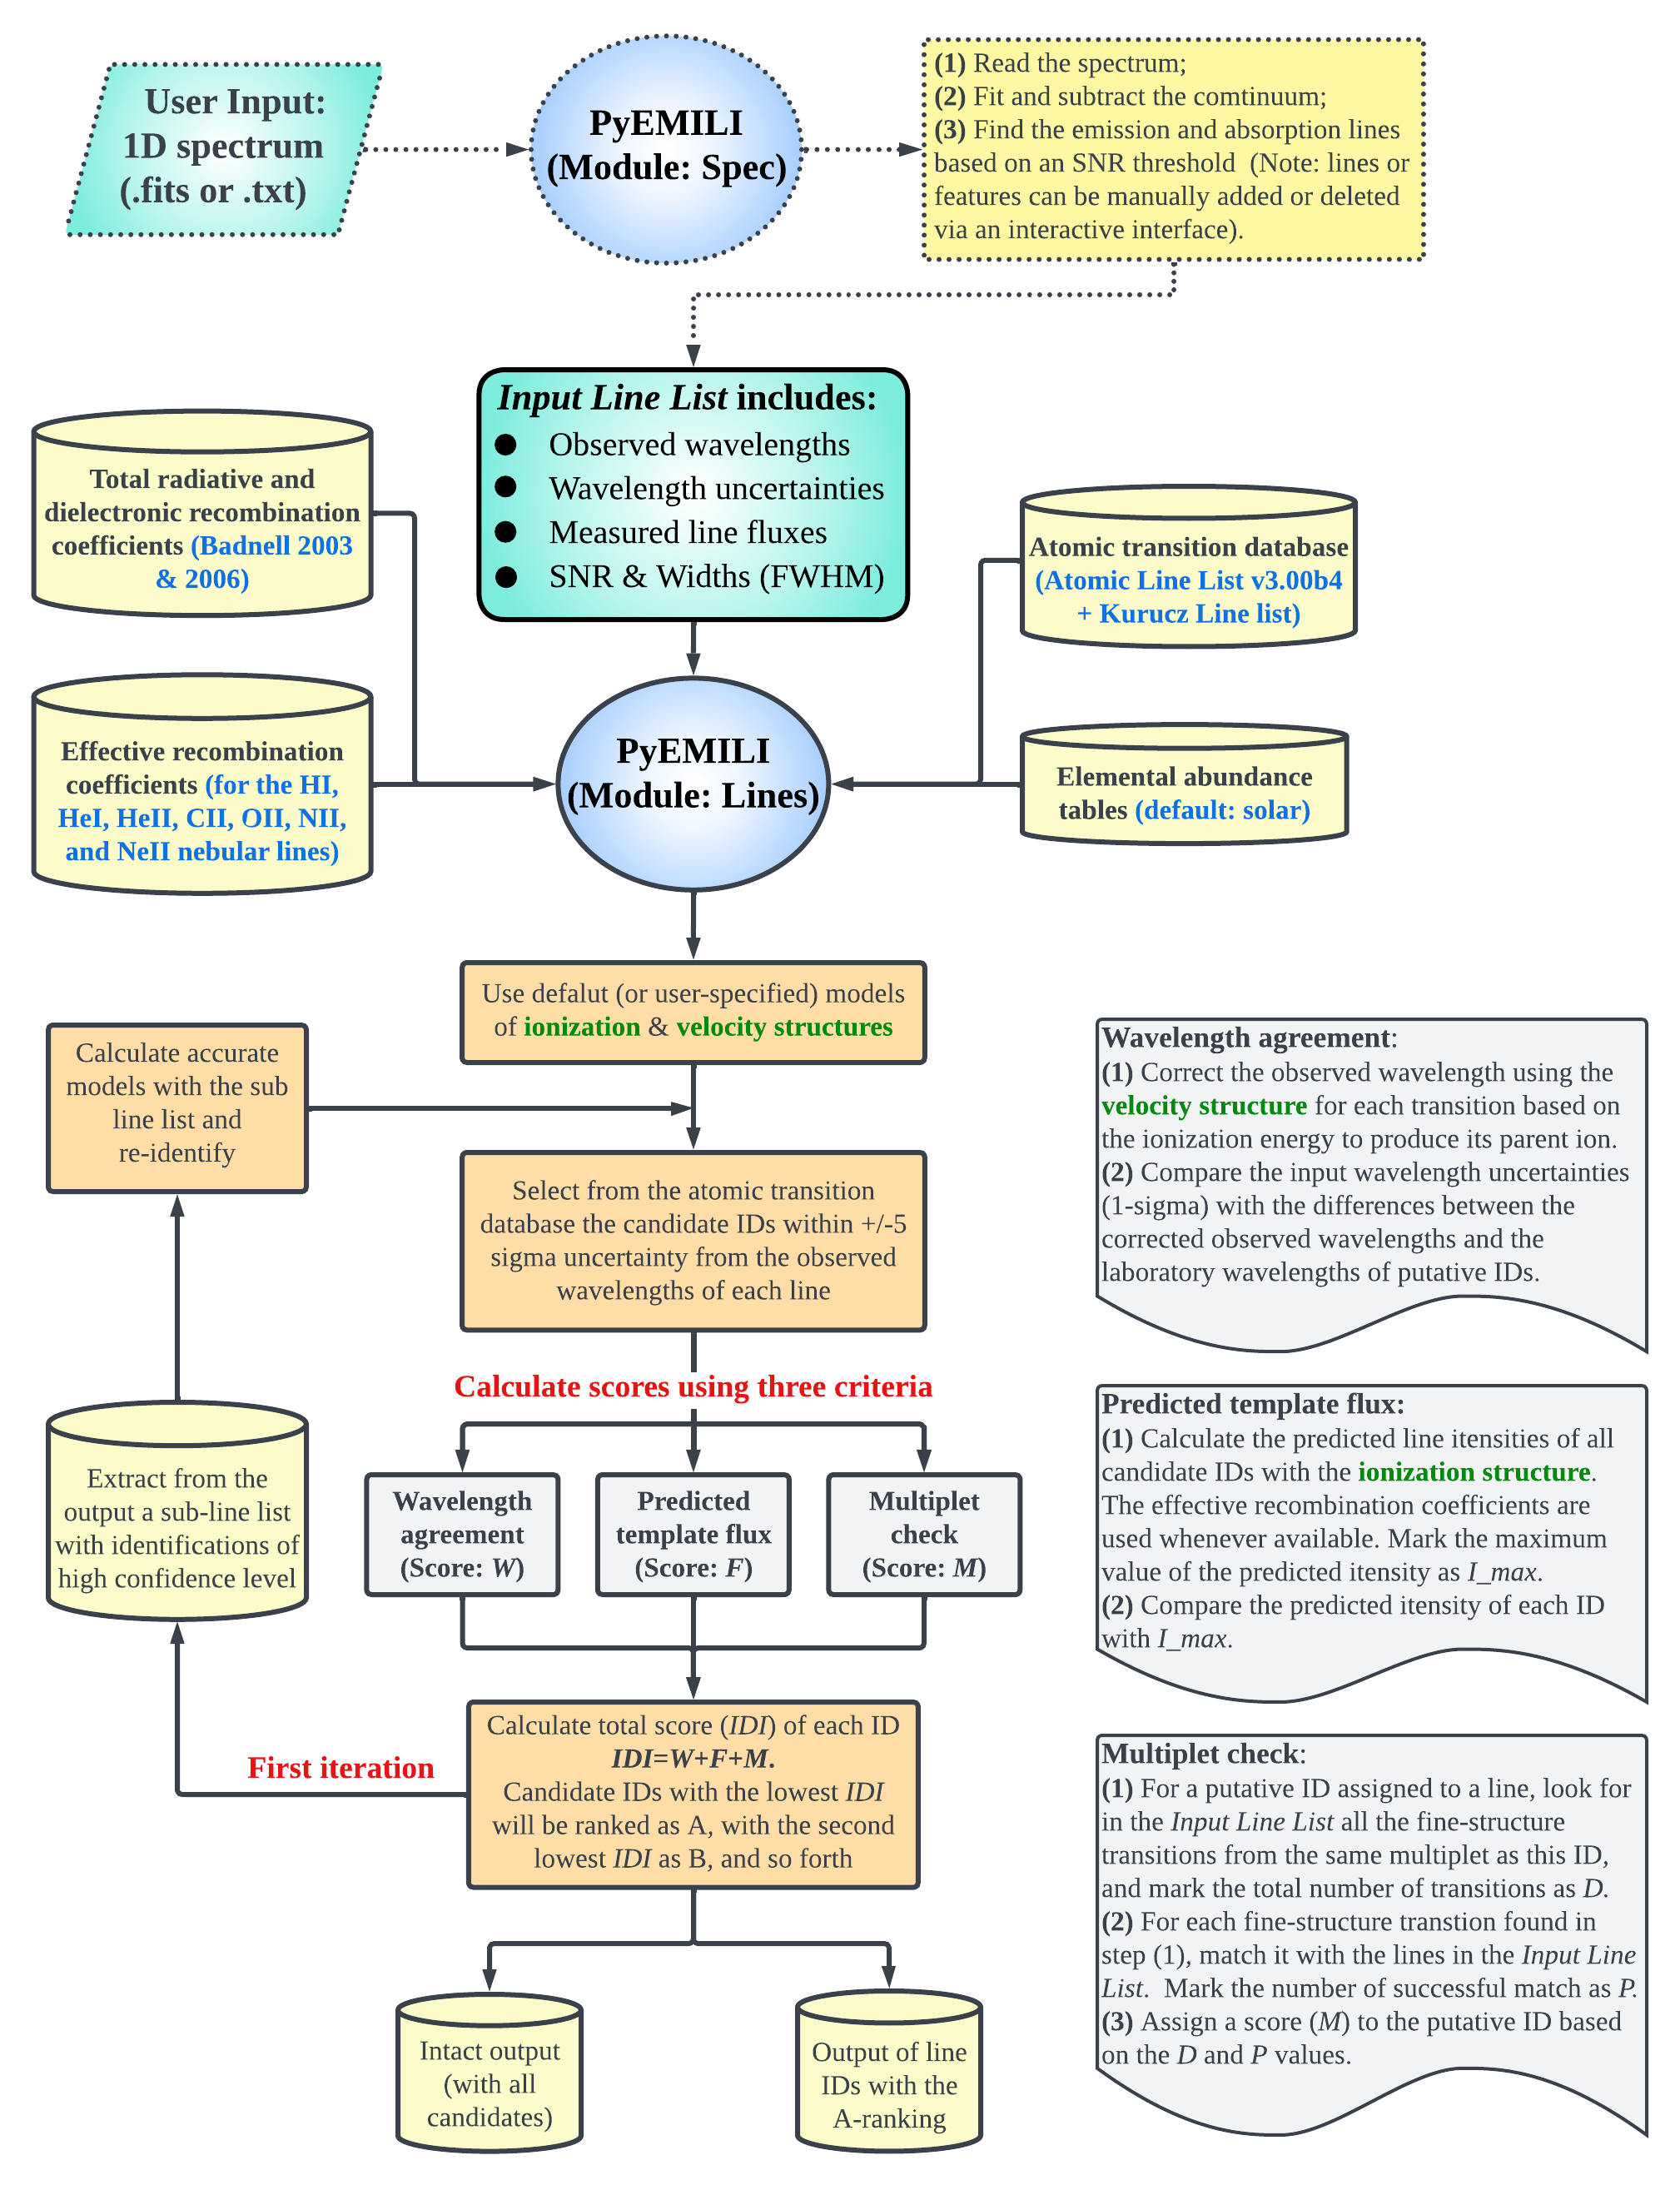 User Input:
1D spectrum
(.fits or .txt)
PyEMILI
(Module: Spec)
(1) Read the spectrum;
(2) Fit and subtract the comtinuum;
(3) Find the emission and absorption lines
based on an SNR threshold (Note: lines or
features can be manually added or deleted
via an interactive interface).
Input Line List includes:
● Observed wavelengths
● Wavelength uncertainties
● Measured line fluxes
● SNR & Widths (FWHM)
Total radiative and
dielectronic recombination
coefficients (Badnell 2003
& 2006)
Atomic transition database
(Atomic Line List v3.00b4
+ Kurucz Line list)
Effective recombination
coefficients (for the HI,
HeI, HeII, CII, OII, NII,
and NeII nebular lines)
PyEMILI
(Module: Lines)
Elemental abundance
tables (default: solar)
Use defalut (or user-specified) models
of ionization & velocity structures
Calculate accurate
models with the sub
line list and
re-identify
Select from the atomic transition
database the candidate IDs within +/-5
sigma uncertainty from the observed
wavelengths of each line
Calculate scores using three criteria
Wavelength
agreement
(Score: W)
Predicted
template flux
(Score: F)
Multiplet
check
(Score: M)
Extract from the
output a sub-line list
with identifications of
high confidence level
First iteration
Calculate total score (IDI) of each ID
IDI=W+F+M.
Candidate IDs with the lowest IDI
will be ranked as A, with the second
lowest IDI as B, and so forth
Intact output
(with all
candidates)
Output of line
IDs with the
A-ranking
Wavelength agreement:
(1) Correct the observed wavelength using the
velocity structure for each transition based on
the ionization energy to produce its parent ion.
(2) Compare the input wavelength uncertainties
(1-sigma) with the differences between the
corrected observed wavelengths and the
laboratory wavelengths of putative IDs.
Predicted template flux:
(1) Calculate the predicted line itensities of all
candidate IDs with the ionization structure.
The effective recombination coefficients are
used whenever available. Mark the maximum
value of the predicted itensity as I_max.
(2) Compare the predicted itensity of each ID
with I_max.
Multiplet check:
(1) For a putative ID assigned to a line, look for
in the Input Line List all the fine-structure
transitions from the same multiplet as this ID,
and mark the total number of transitions as D.
(2) For each fine-structure transtion found in
step (1), match it with the lines in the Input Line
List. Mark the number of successful match as P.
(3) Assign a score (M) to the putative ID based
on the D and P values.